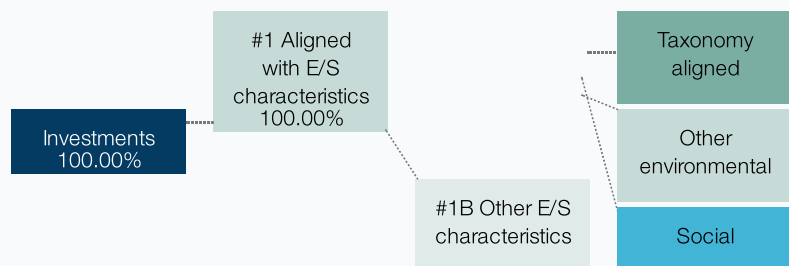 Investments
100.00%
#1 Aligned
with E/S
characteristics
100.00%
#1B Other E/S
characteristics
Taxonomy
aligned
Other
environmental
Social